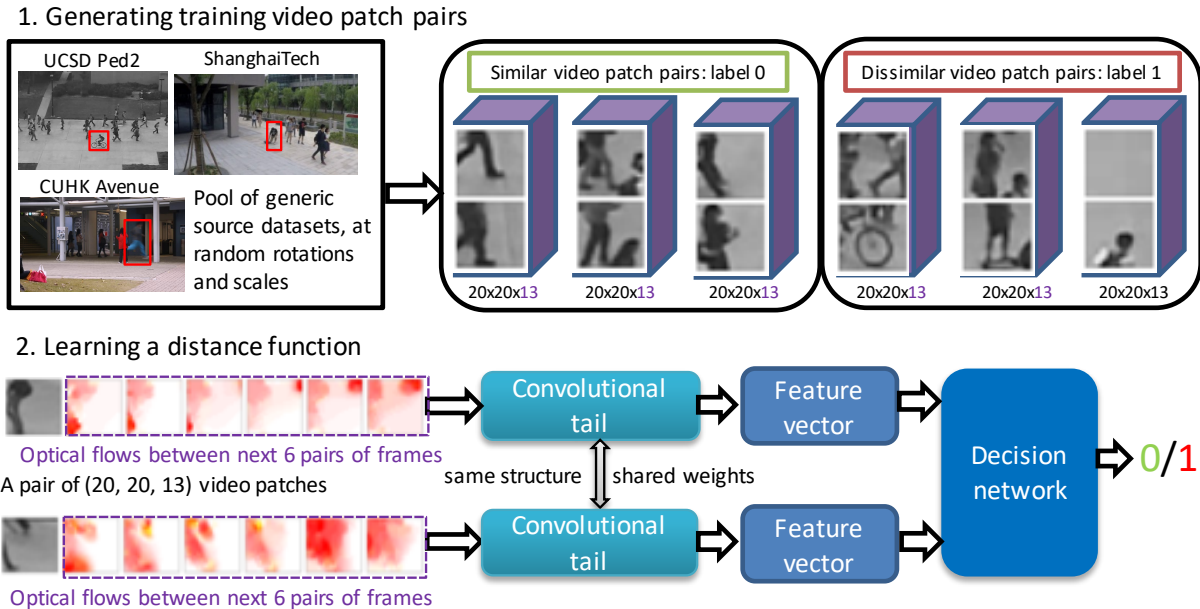 1. Generating training video patch pairs
UCSD Ped2
ShanghaiTech
CUHK Avenue
Pool of generic
source datasets, at
random rotations
and scales
Similar video patch pairs: label 0
20x20x13
20x20x13
20x20x13
Dissimilar video patch pairs: label 1
20x20x13
20x20x13
20x20x13
2. Learning a distance function
Optical flows between next 6 pairs of frames
A pair of (20, 20, 13) video patches
Optical flows between next 6 pairs of frames
Convolutional
tail
same structure
shared weights
Convolutional
tail
Feature
vector
Feature
vector
Decision
network
0/1